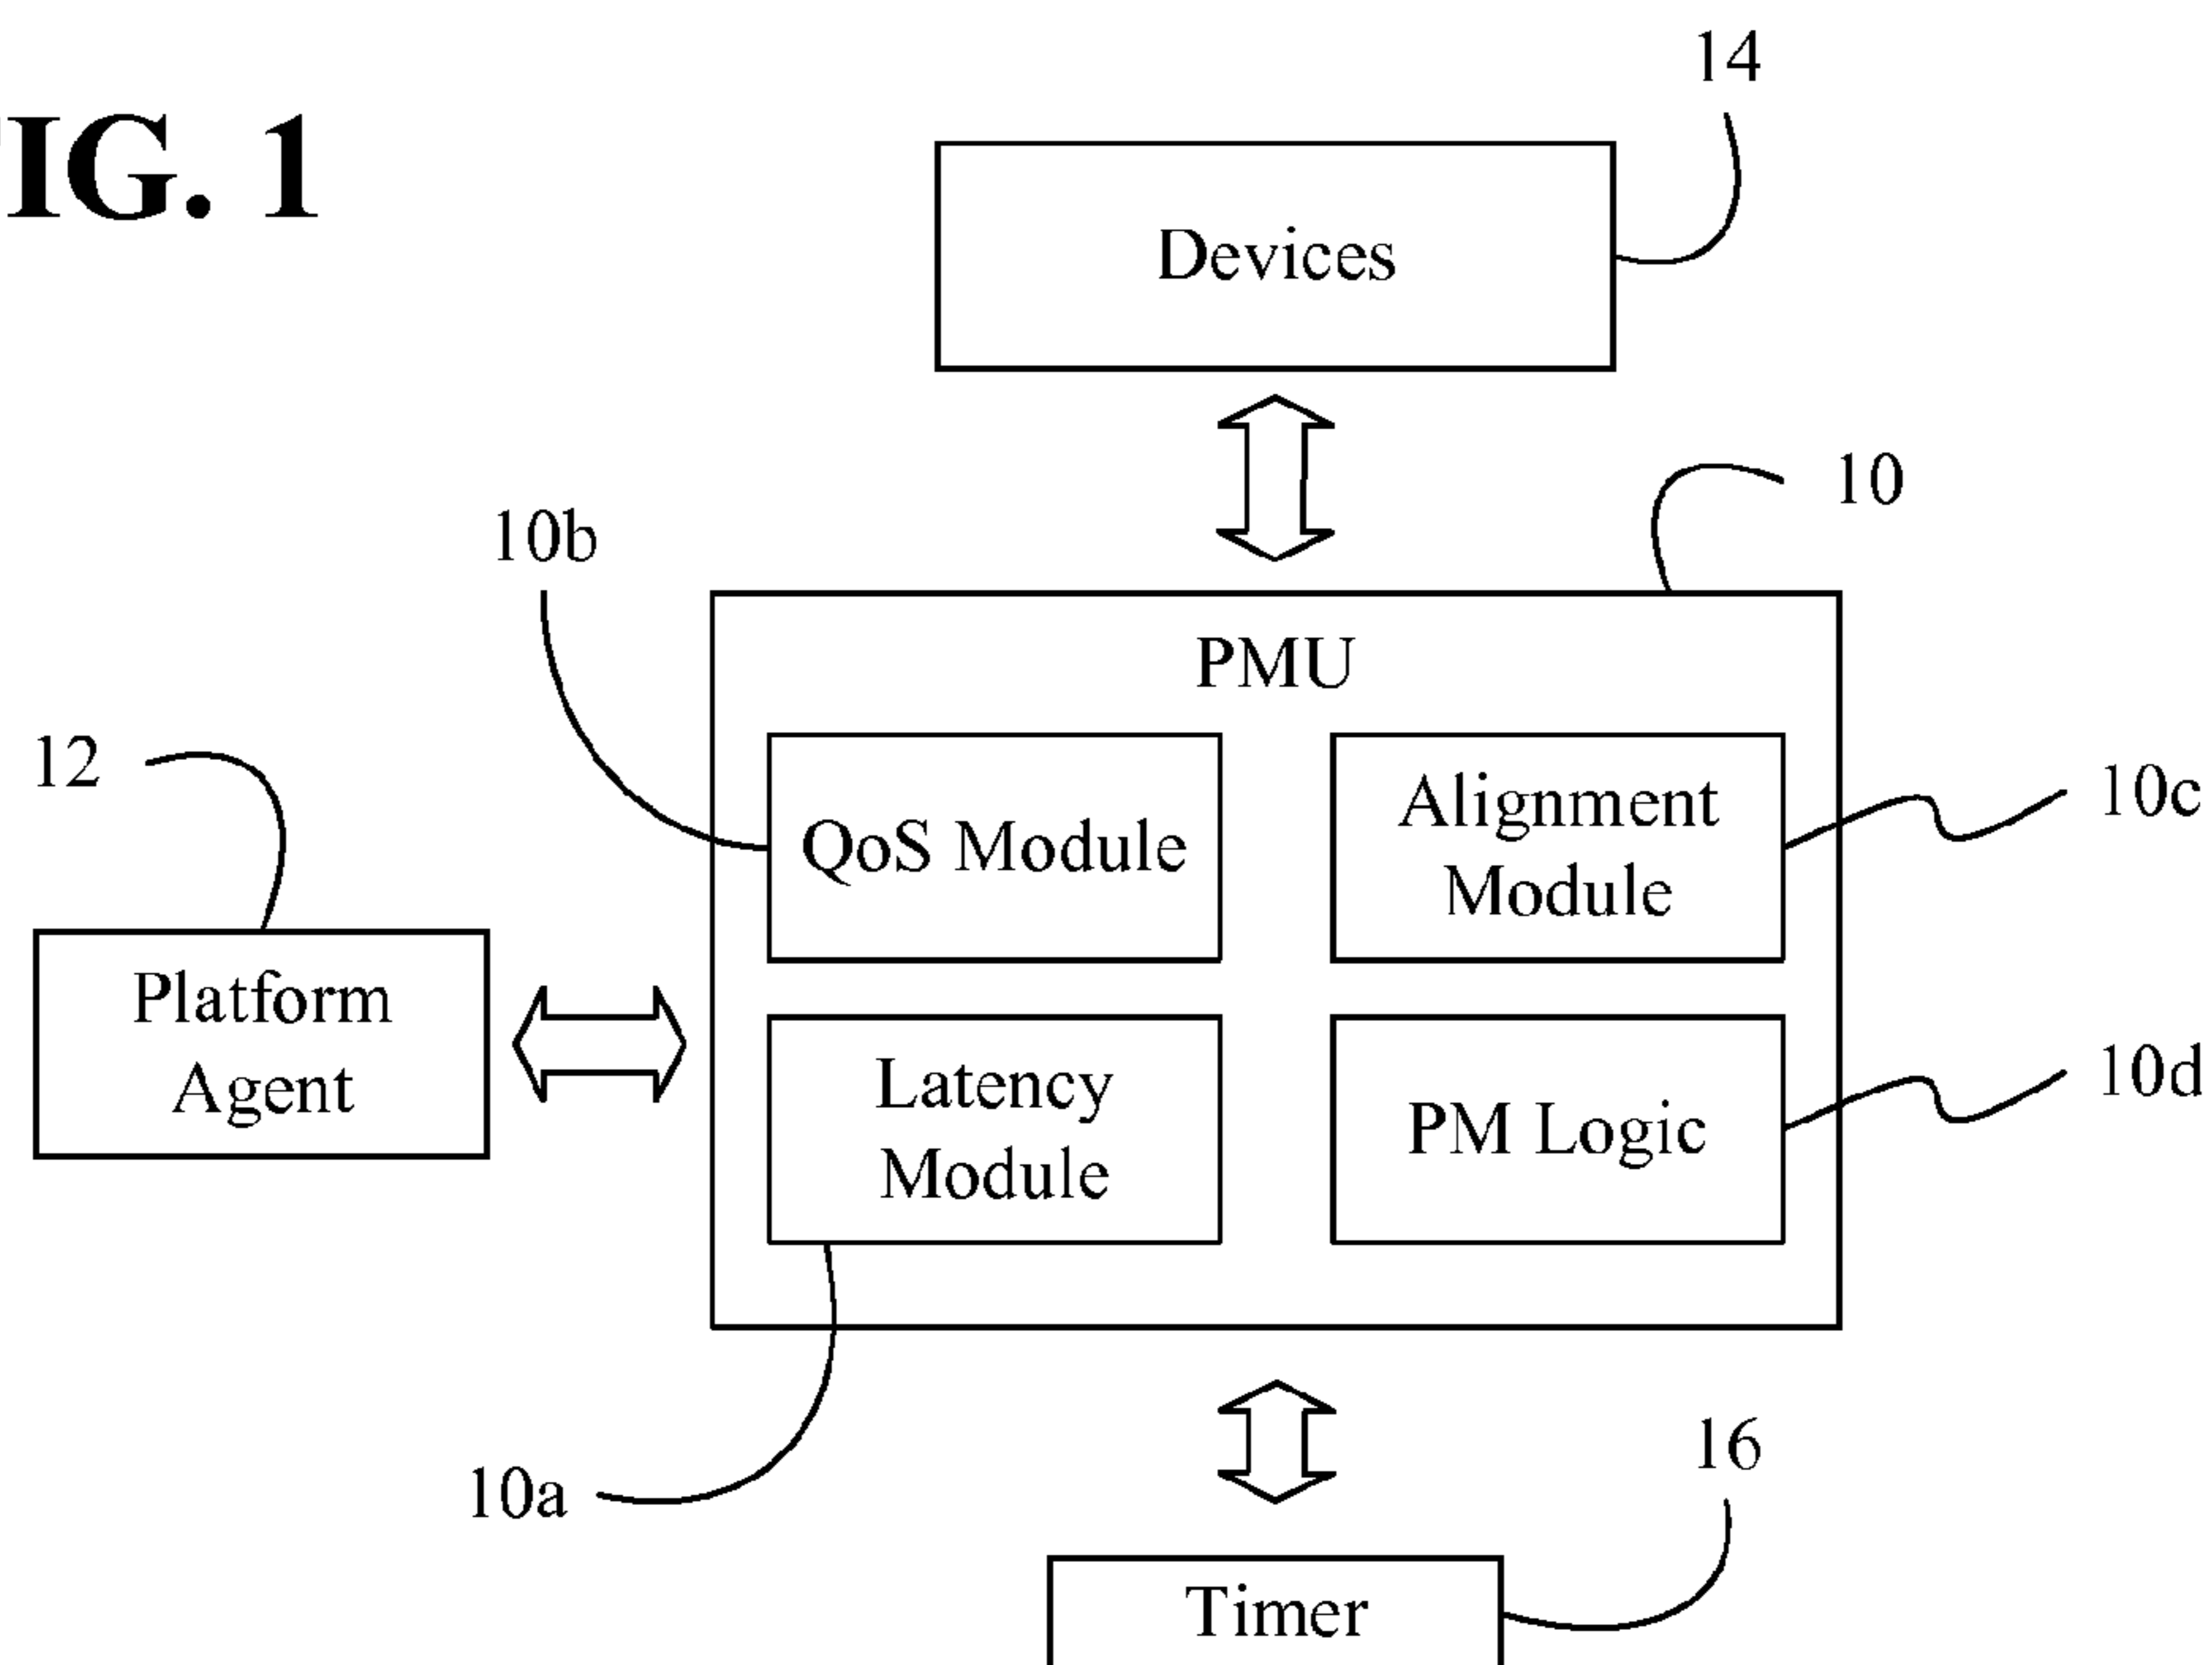 IG. 1
14
Devices
10
10b
PMU
12
QoS Module
Alignment
Module
10c
Platform
Agent
Latency
Module
PM Logic
10d
10a
16
Timer